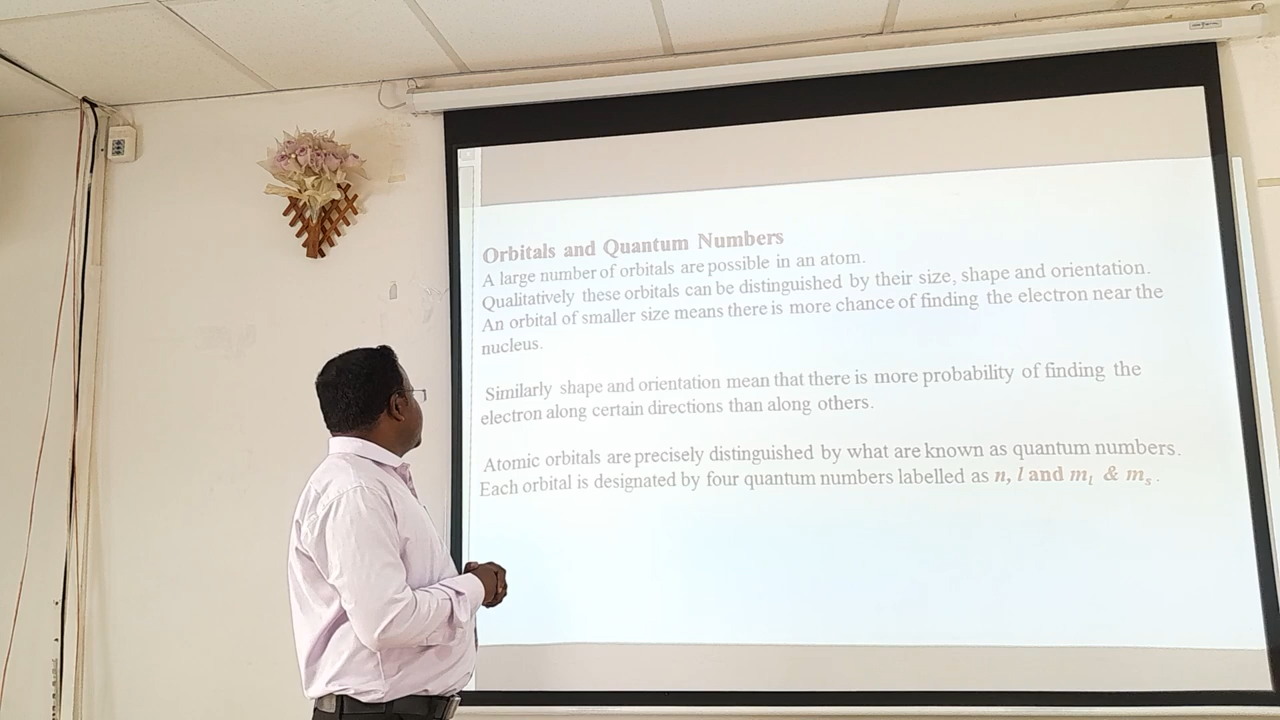 Orbitals and Quantum Numbers
A large number of orbitals are possible in an atom.
Qualitatively these orbitals can be distinguished by their size, shape and orientation.
An orbital of smaller size means there is more chance of finding the electron near the
nucleus.
Similarly shape and orientation mean that there is more probability of finding the
electron along certain directions than along others.
Atomic orbitals are precisely distinguished by what are known as quantum numbers.
Each orbital is designated by four quantum numbers labelled as n, l and mₗ & mₛ.